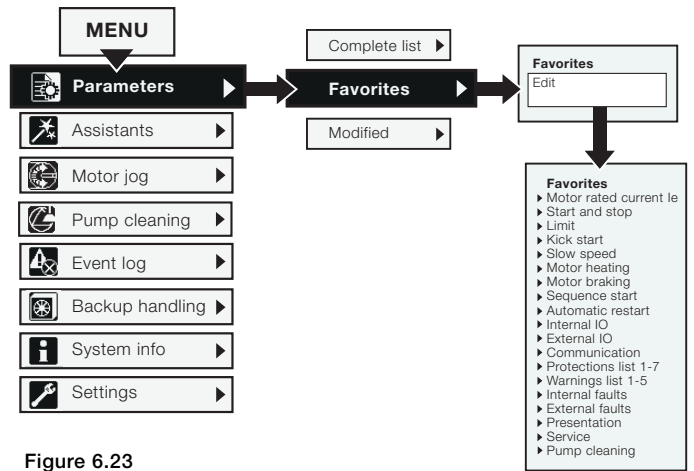 MENU
Parameters
Assistants
Motor jog
Pump cleaning
Event log
Backup handling
System info
Settings
Complete list
Favorites
Modified
Favorites
Edit
Favorites
Motor rated current Ie
Start and stop
Limit
Kick start
Slow speed
Motor heating
Motor braking
Sequence start
Automatic restart
Internal IO
External IO
Communication
Protections list 1-7
Warnings list 1-5
Internal faults
External faults
Presentation
Service
Pump cleaning
Figure 6.23